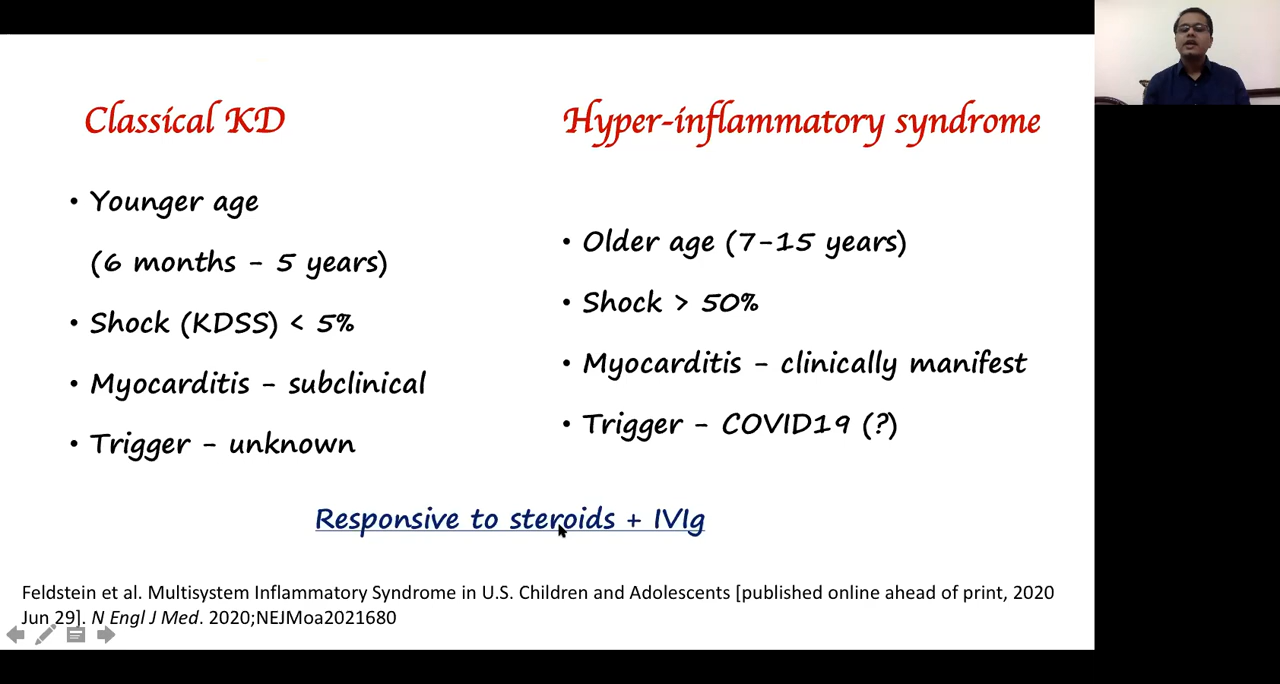 Classical KD
• Younger age
(6 months - 5 years)
• Shock (KDSS) < 5%
• Myocarditis - subclinical
• Trigger - unknown
Hyper-inflammatory syndrome
• Older age (7-15 years)
• Shock > 50%
• Myocarditis - clinically manifest
• Trigger - COVID19 (?)
Responsive to steroids + IVIg
Feldstein et al. Multisystem Inflammatory Syndrome in U.S. Children and Adolescents [published online ahead of print, 2020
Jun 29]. N Engl J Med. 2020;NEJMoa2021680